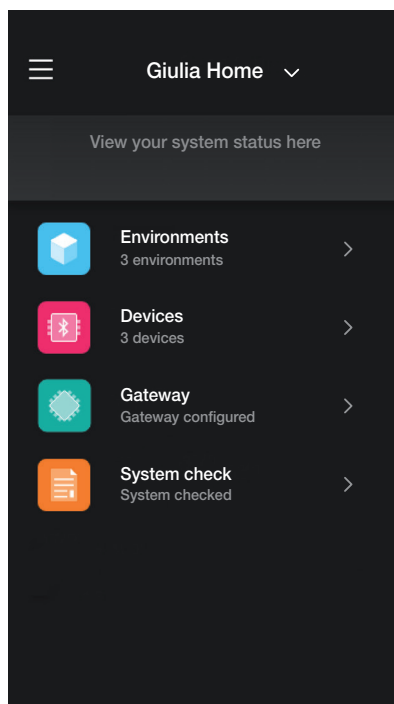 Giulia Home
View your system status here
Environments
3 environments
Devices
3 devices
Gateway
Gateway configured
System check
System checked